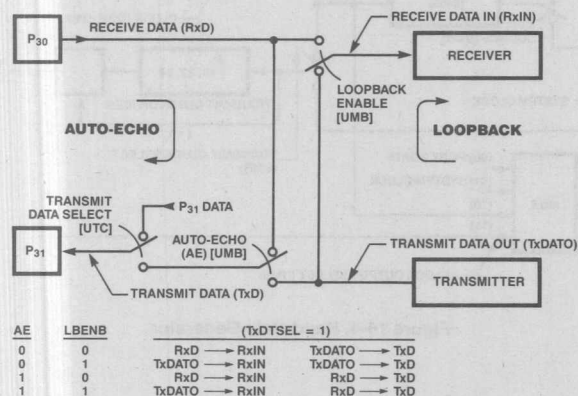 P30
RECEIVE DATA (RxD)
RECEIVE DATA IN (RxIN)
RECEIVER
LOOPBACK
ENABLE
[UMB]
AUTO-ECHO
LOOPBACK
TRANSMIT
DATA SELECT
[UTC]
P31 DATA
P31
AUTO-ECHO
(AE) [UMB]
TRANSMIT DATA OUT (TxDATO)
TRANSMITTER
TRANSMIT DATA (TxD)
AE LBENB (TxDTSEL = 1)
0 0 RxD → RxIN TxDATO → TxD
0 1 TxDATO → RxIN TxDATO → TxD
1 0 RxD → RxIN RxD → TxD
1 1 TxDATO → RxIN RxD → TxD